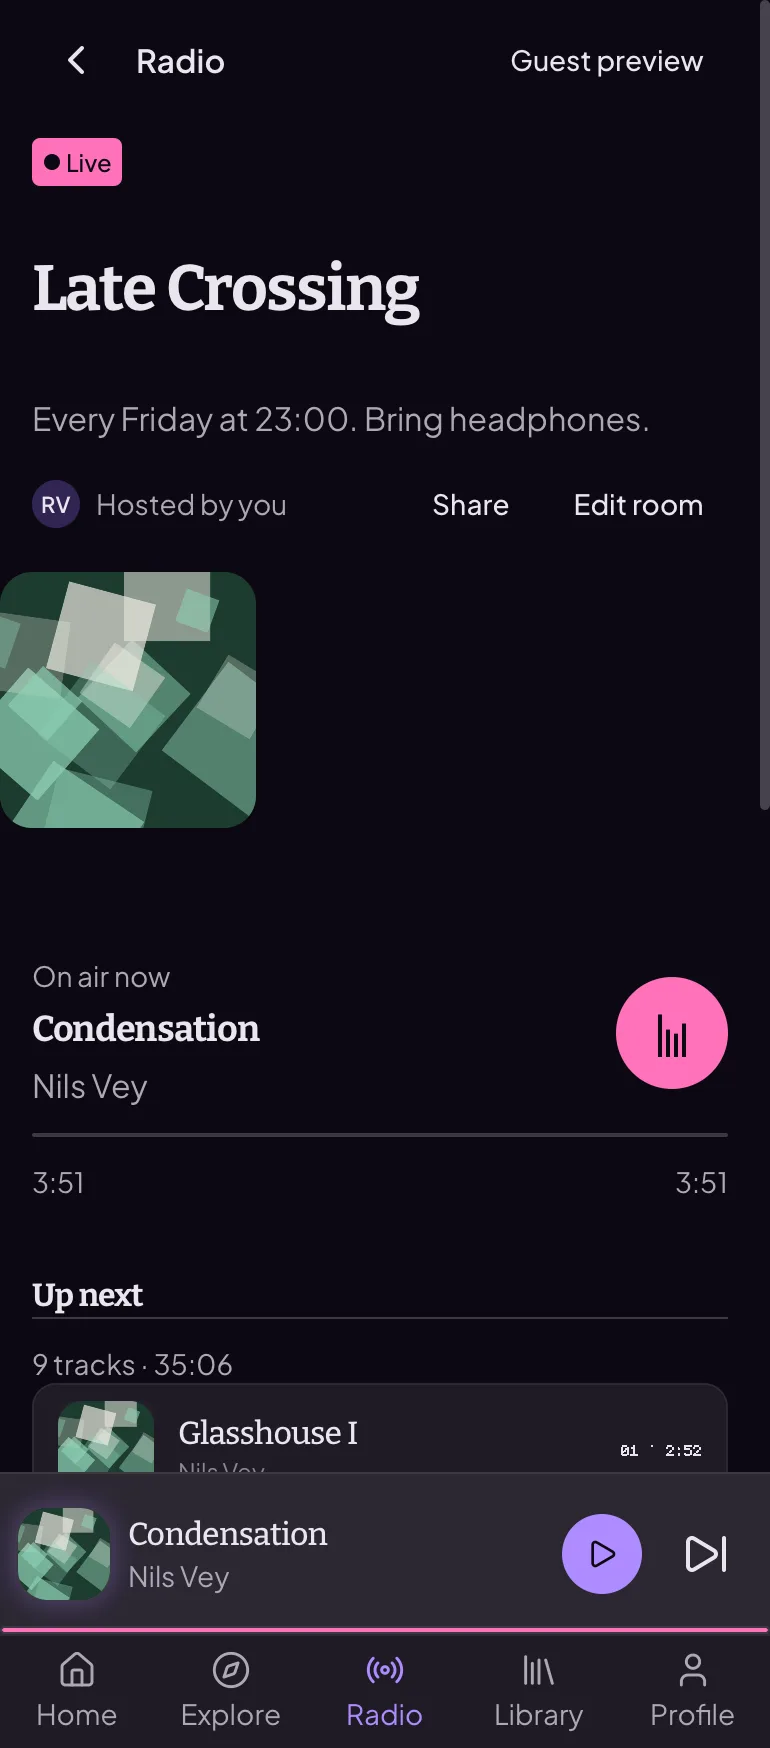 Radio
Guest preview
Live
Late Crossing
Every Friday at 23:00. Bring headphones.
RV
Hosted by you
Share
Edit room
On air now
Condensation
Nils Vey
3:51
3:51
Up next
9 tracks · 35:06
Glasshouse I
Nils Vey
01 · 2:52
Condensation
Nils Vey
Home
Explore
Radio
Library
Profile